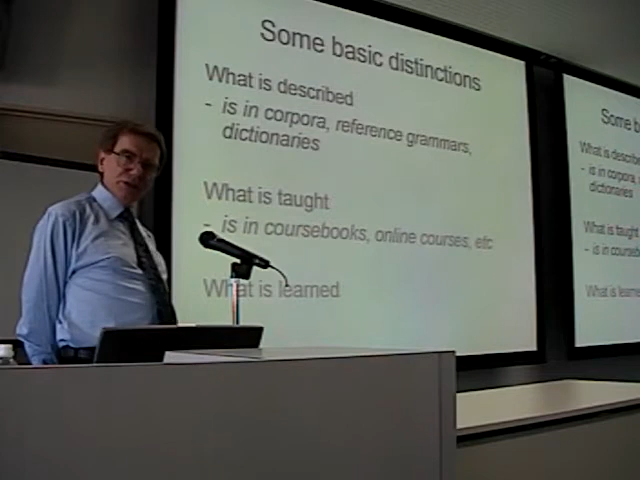 Some basic distinctions
What is described
- is in corpora, reference grammars,
dictionaries
What is taught
- is in coursebooks, online courses, etc
What is learned
Some b
What is describe
- is in corpora,
dictionaries
What is taught
- is in courseb
What is learne